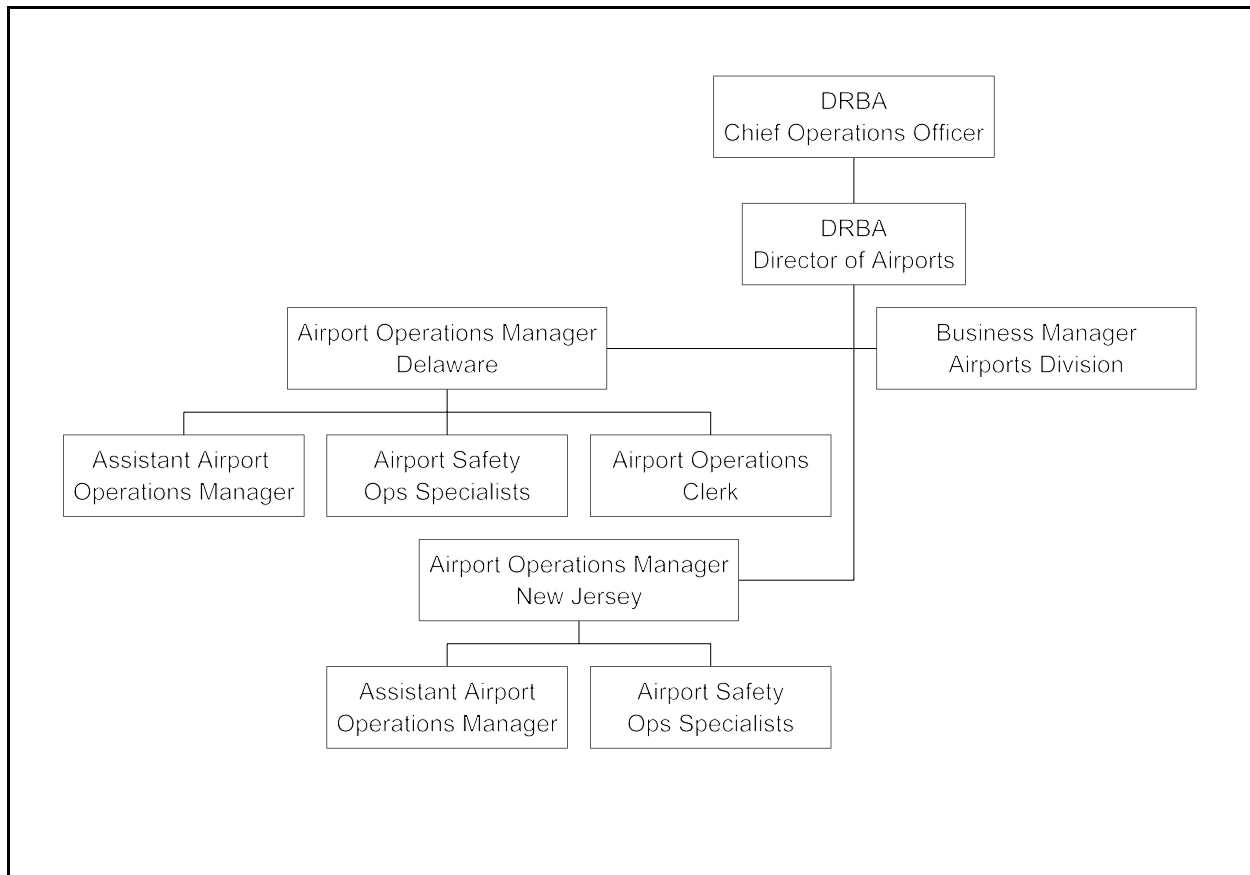 DRBA
Chief Operations Officer
DRBA
Director of Airports
Airport Operations Manager
Delaware
Business Manager
Airports Division
Assistant Airport
Operations Manager
Airport Safety
Ops Specialists
Airport Operations
Clerk
Airport Operations Manager
New Jersey
Assistant Airport
Operations Manager
Airport Safety
Ops Specialists